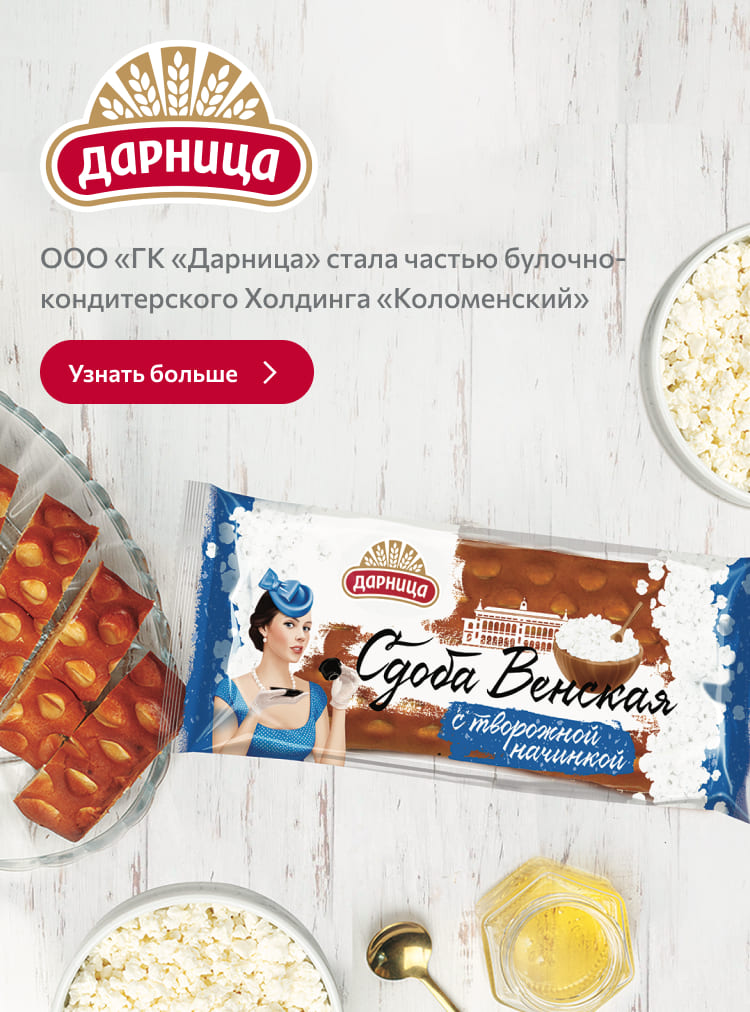 ДАРНИЦА
ООО «ГК «Дарница» стала частью булочно-
кондитерского Холдинга «Коломенский»
Узнать больше
ДАРНИЦА
Сдоба Венская
с творожной
начинкой